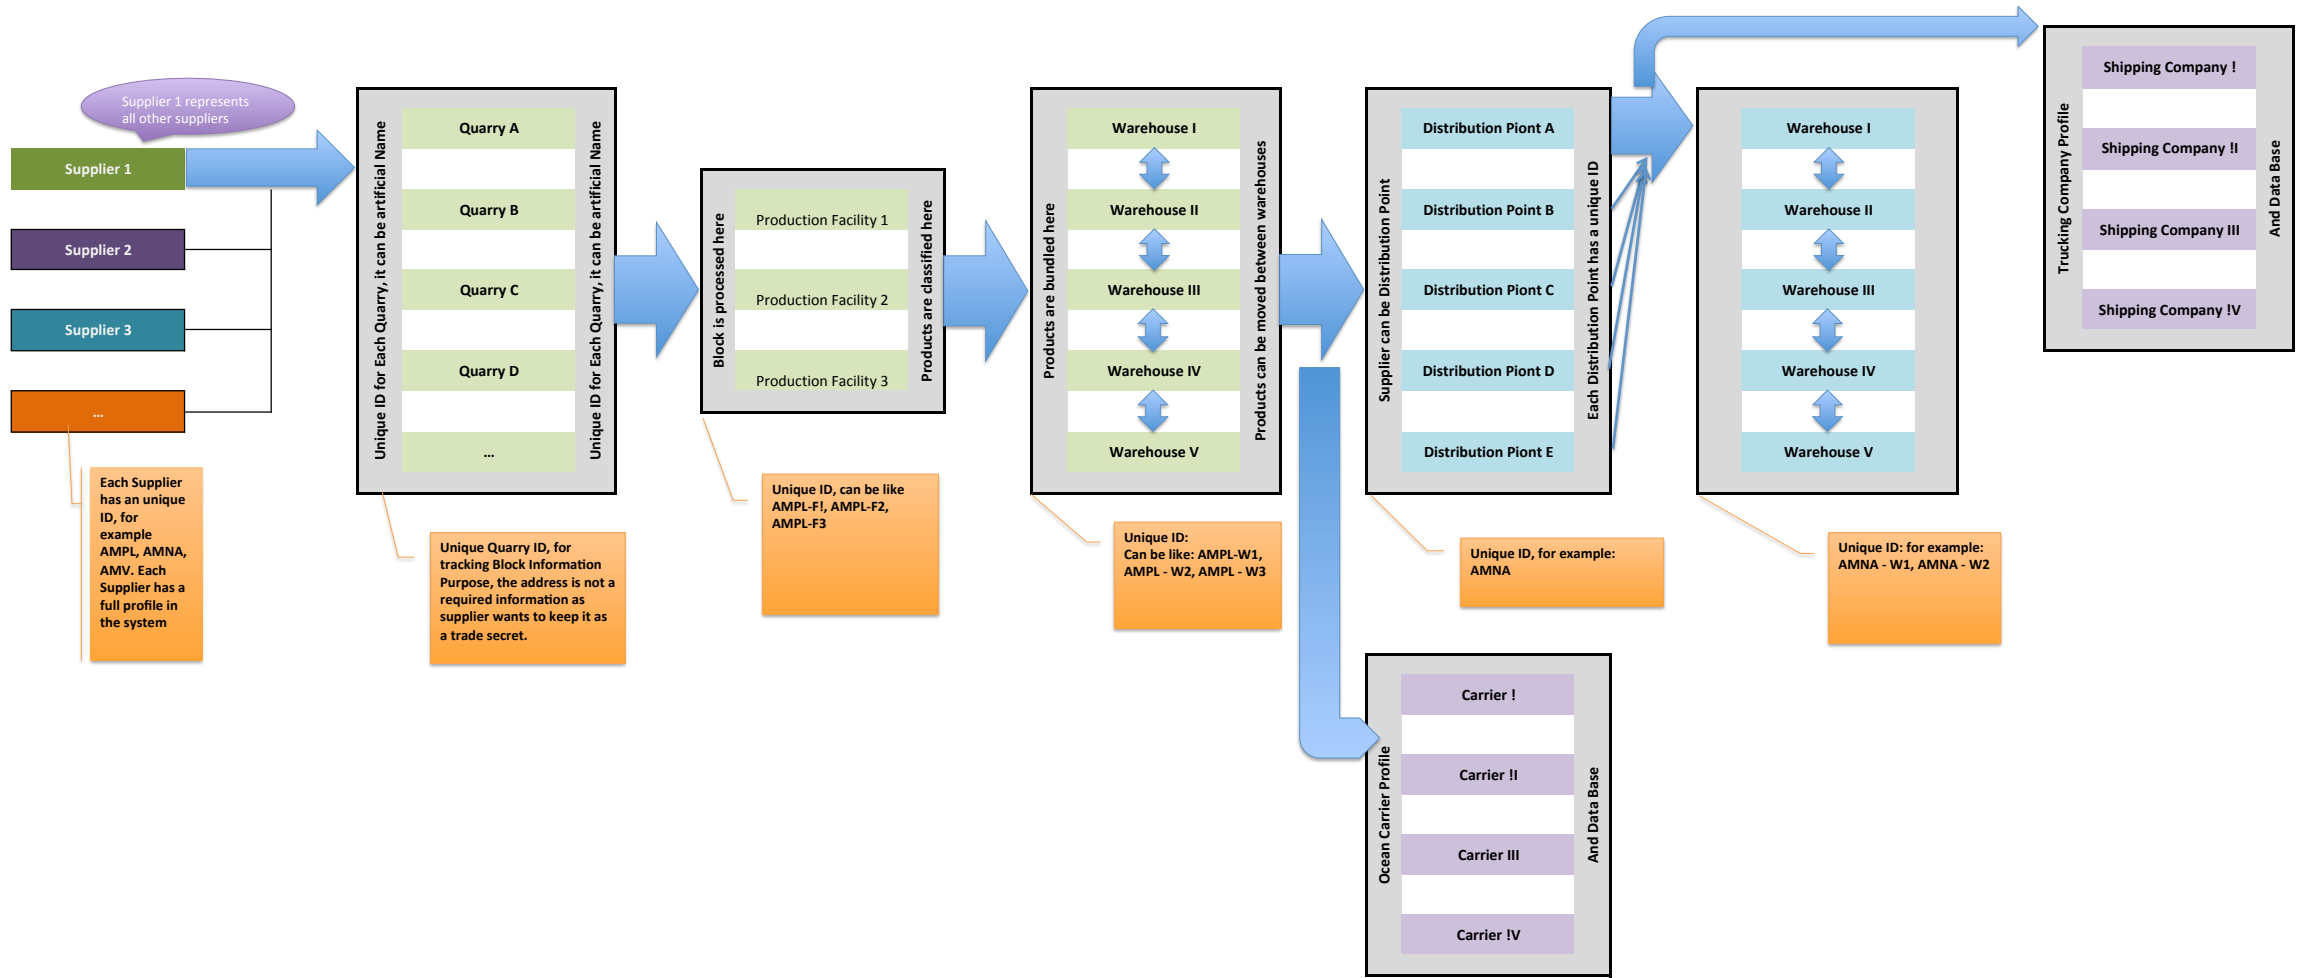 Supplier 1 represents
all other suppliers
Supplier 1
Supplier 2
Supplier 3
...
Each Supplier
has an unique
ID, for
example
AMPL, AMNA,
AMV. Each
Supplier has a
full profile in
the system
Unique ID for Each Quarry, it can be artificial Name
Quarry A
Quarry B
Quarry C
Quarry D
...
Unique ID for Each Quarry, it can be artificial Name
Unique Quarry ID, for
tracking Block Information
Purpose, the address is not a
required information as
supplier wants to keep it as
a trade secret.
Block is processed here
Production Facility 1
Production Facility 2
Production Facility 3
Products are classified here
Unique ID, can be like
AMPL-F!, AMPL-F2,
AMPL-F3
Products are bundled here
Warehouse I
Warehouse II
Warehouse III
Warehouse IV
Warehouse V
Products can be moved between warehouses
Unique ID:
Can be like: AMPL-W1,
AMPL - W2, AMPL - W3
Supplier can be Distribution Point
Distribution Piont A
Distribution Point B
Distribution Piont C
Distribution Piont D
Distribution Piont E
Each Distribution Point has a unique ID
Unique ID, for example:
AMNA
Warehouse I
Warehouse II
Warehouse III
Warehouse IV
Warehouse V
Unique ID: for example:
AMNA - W1, AMNA - W2
Trucking Company Profile
Shipping Company !
Shipping Company !I
Shipping Company III
Shipping Company !V
And Data Base
Ocean Carrier Profile
Carrier !
Carrier !I
Carrier III
Carrier !V
And Data Base